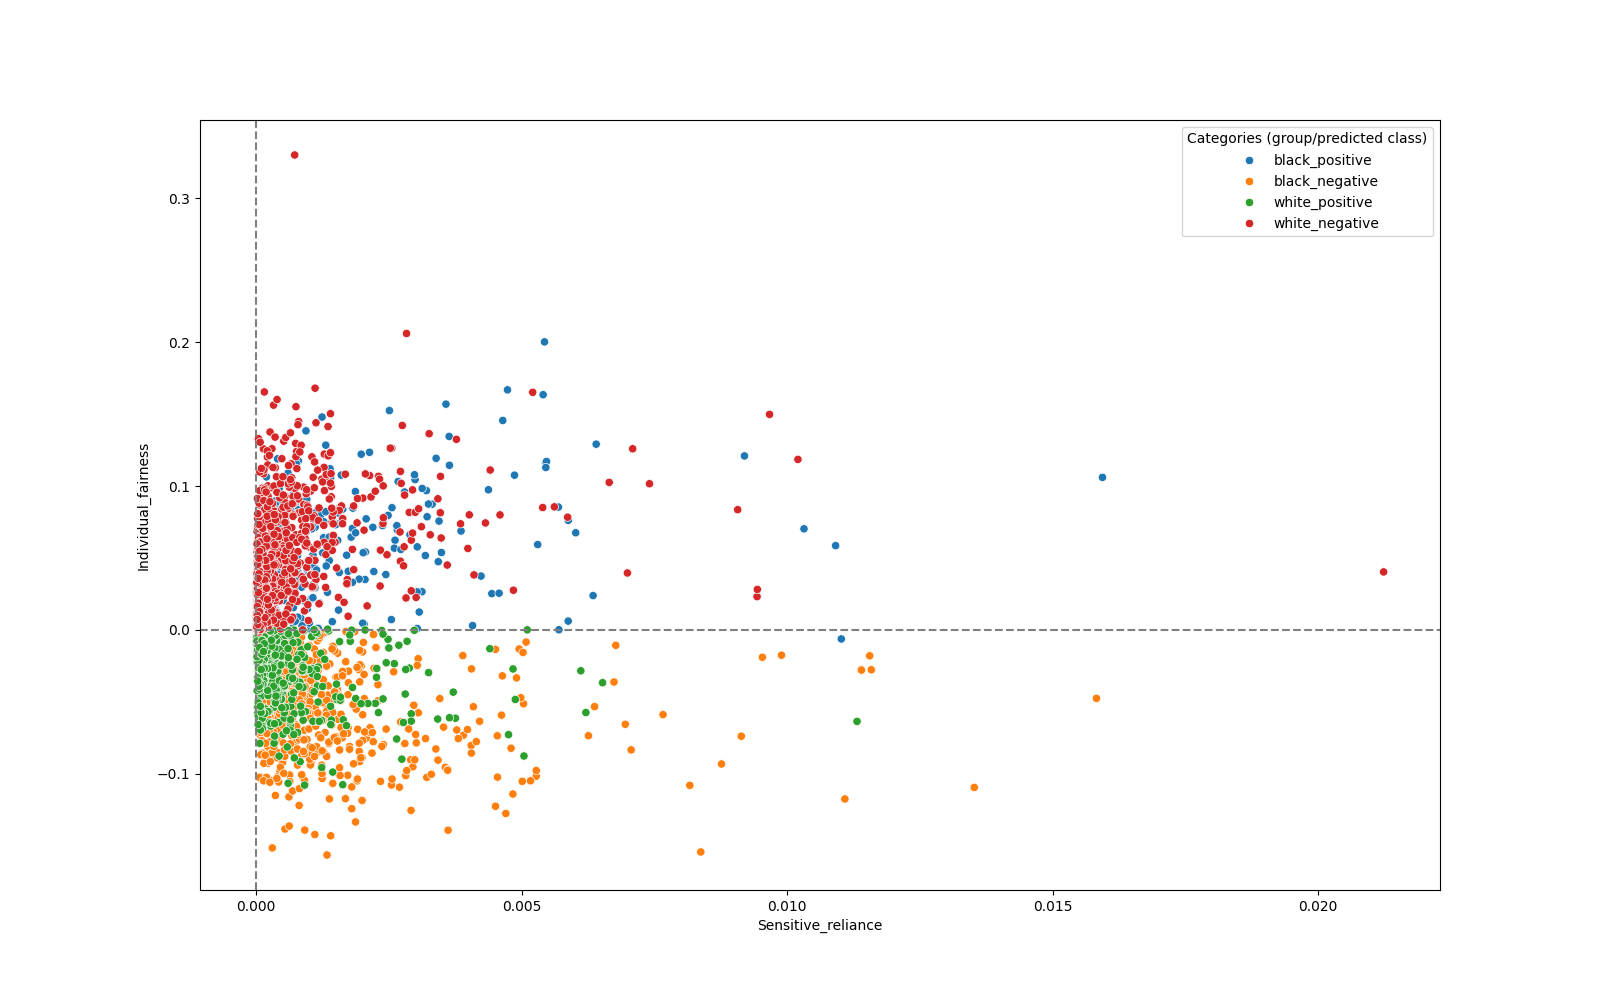 Categories (group/predicted class)
black_positive
black_negative
white_positive
white_negative
Individual_fairness
0.3
0.2
0.1
0.0
−0.1
0.000
0.005
0.010
0.015
0.020
Sensitive_reliance